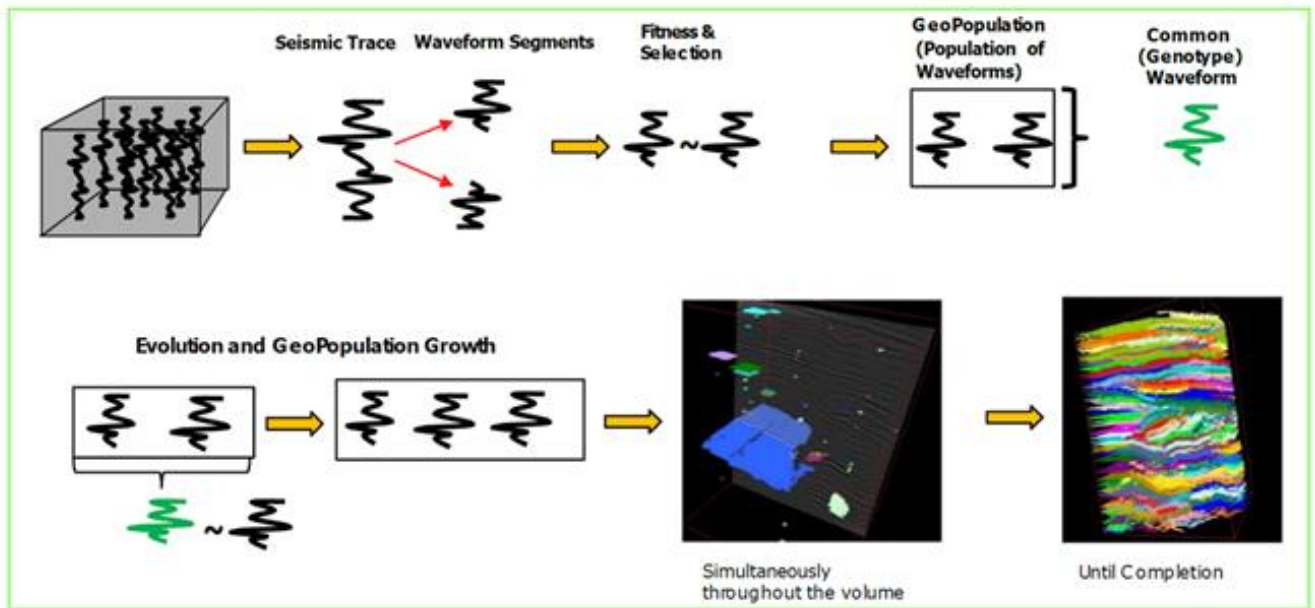 Seismic Trace
Waveform Segments
Fitness &
Selection
GeoPopulation
(Population of
Waveforms)
Common
(Genotype)
Waveform
~
Evolution and GeoPopulation Growth
~
Simultaneously
throughout the volume
Until Completion